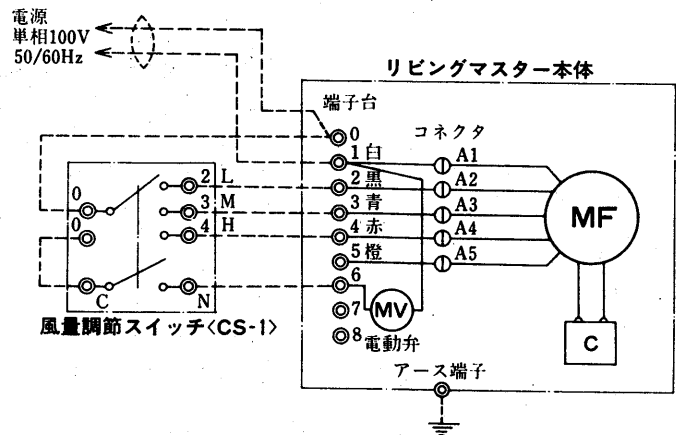 電源
単相100V
50/60Hz
リビングマスター本体
端子台
コネクタ
0
1 白
A1
2 黒
A2
3 青
A3
4 赤
A4
5 橙
A5
6
7
8
MV
電動弁
MF
C
アース端子
0
0
C
2 L
3 M
4 H
N
風量調節スイッチ〈CS-1〉